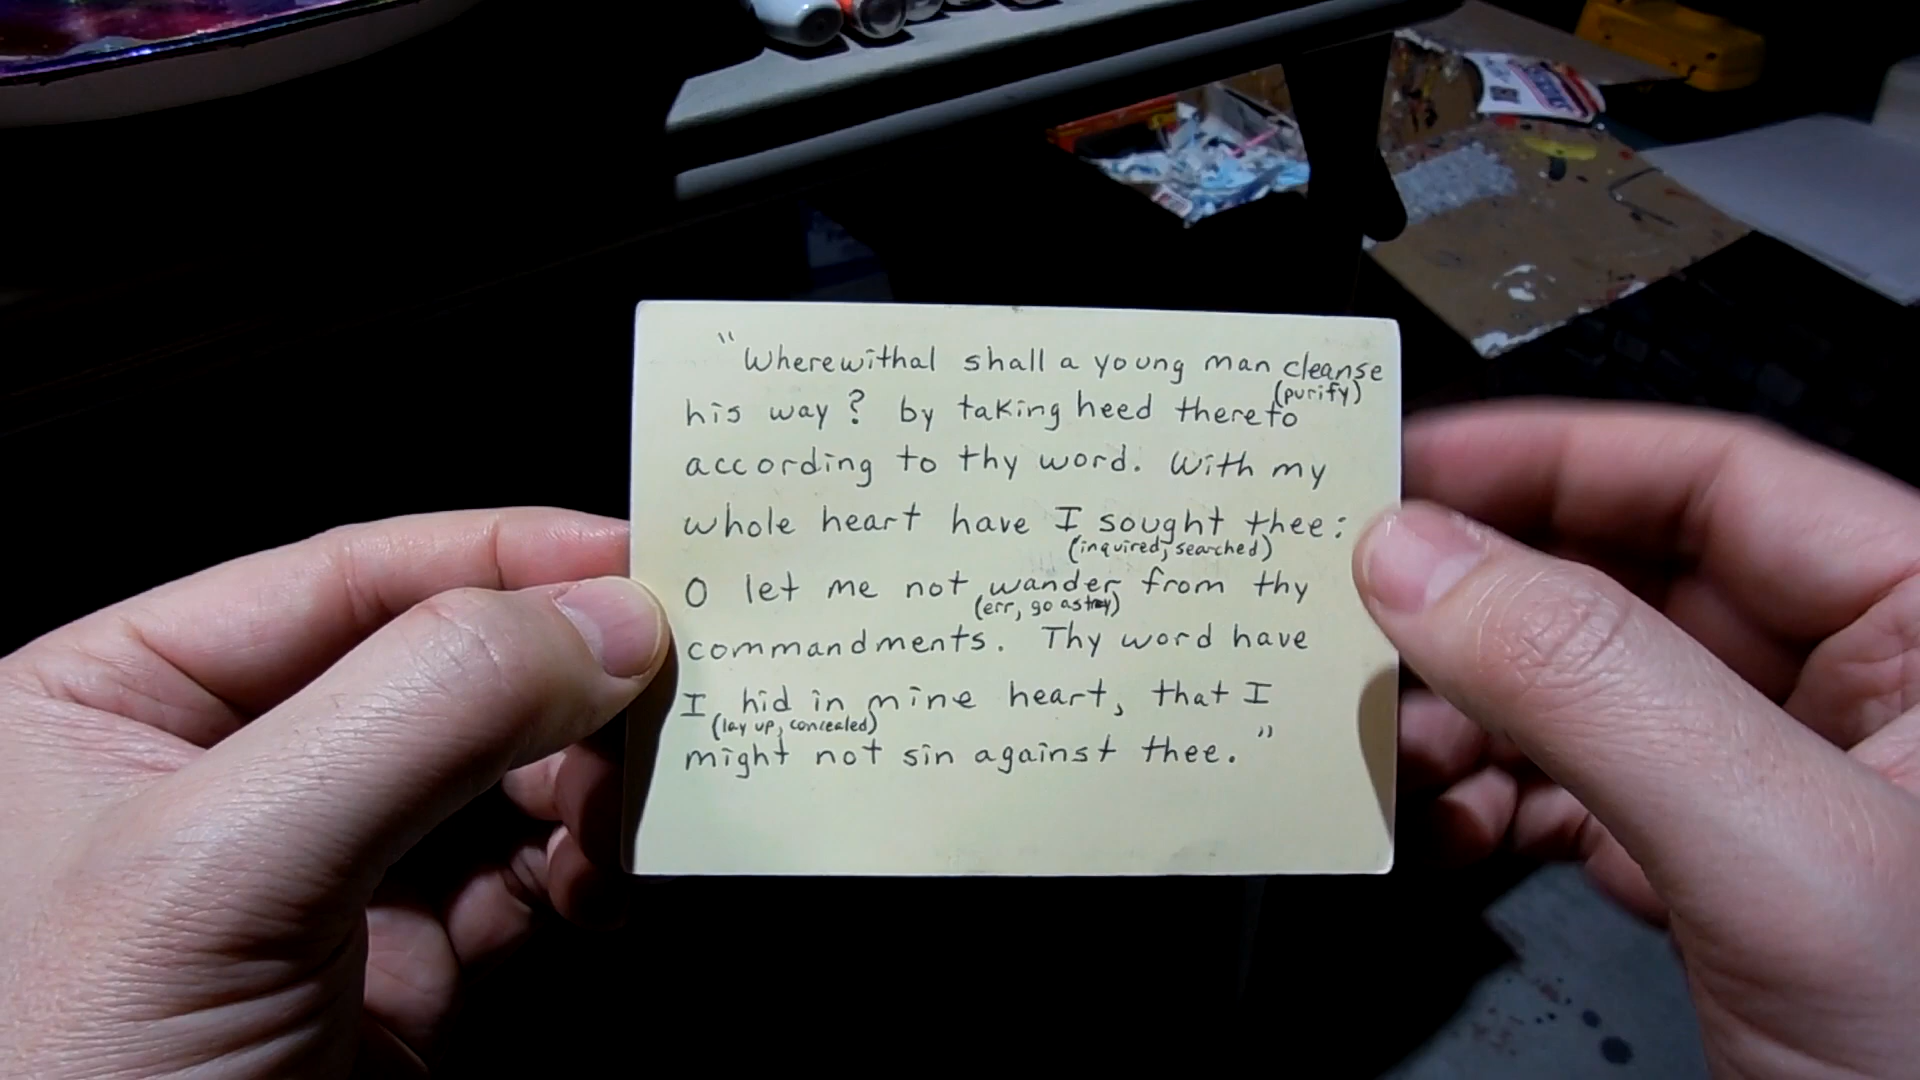 "Wherewithal shall a young man cleanse
(purify)
his way? by taking heed thereto
according to thy word. With my
whole heart have I sought thee:
(inquired, searched)
O let me not wander from thy
(err, go astray)
commandments. Thy word have
I hid in mine heart, that I
(lay up, concealed)
might not sin against thee."